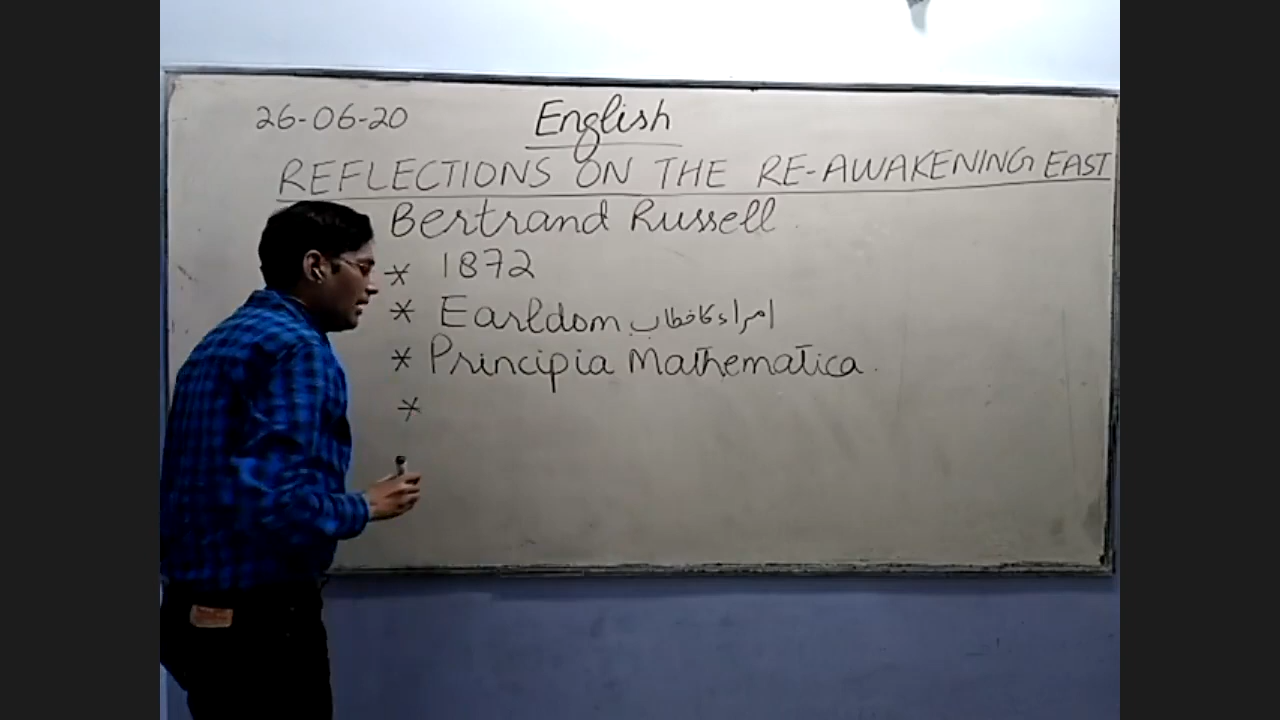 26-06-20 English
REFLECTIONS ON THE RE-AWAKENING EAST
Bertrand Russell
* 1872
* Earldom امراء کا خطاب
* Principia Mathematica.
*